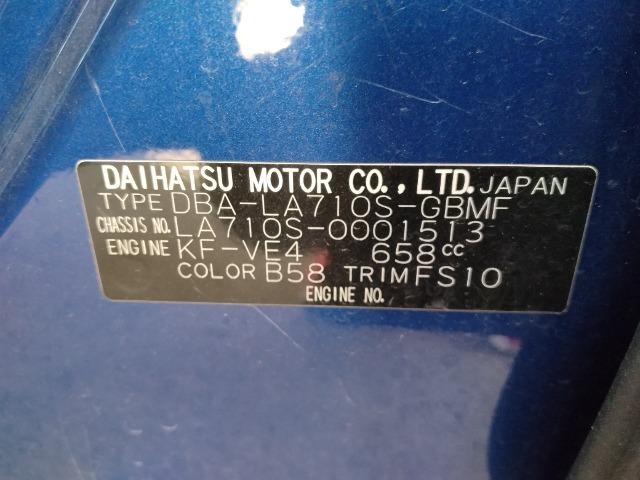 DAIHATSU MOTOR CO., LTD. JAPAN
TYPE DBA-LA710S-GBMF
CHASSIS NO. LA710S-0001513
ENGINE KF-VE4 658cc
COLOR B58 TRIM FS10
ENGINE NO.